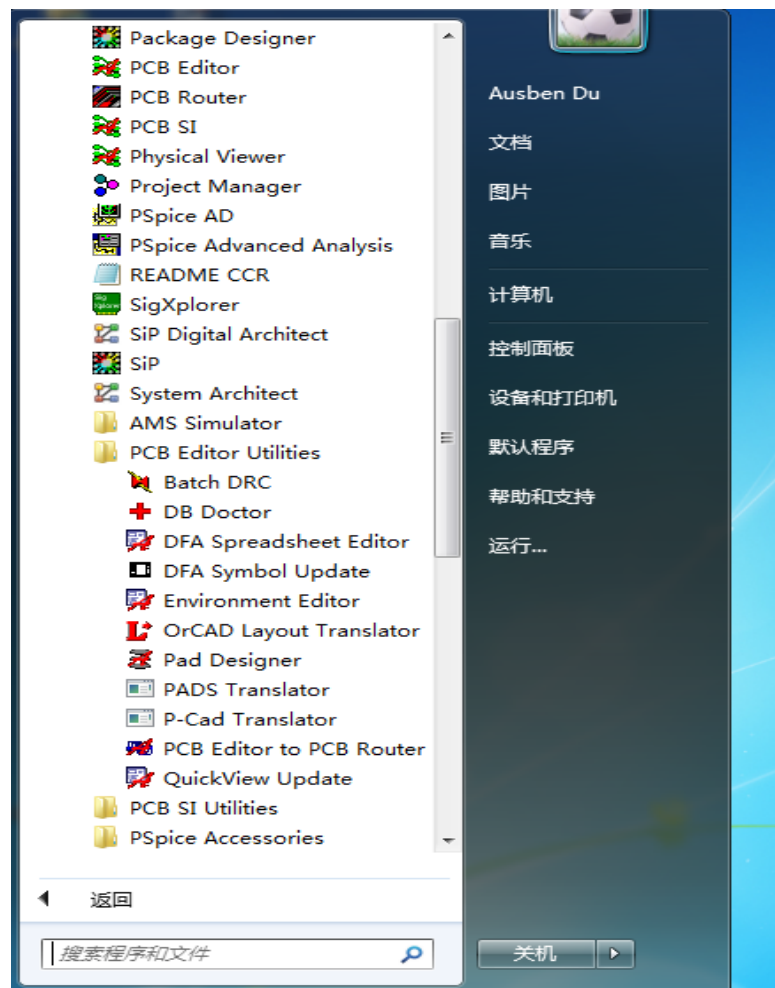 Package Designer
PCB Editor
PCB Router
PCB SI
Physical Viewer
Project Manager
PSpice AD
PSpice Advanced Analysis
README CCR
SigXplorer
SiP Digital Architect
SiP
System Architect
AMS Simulator
PCB Editor Utilities
Batch DRC
DB Doctor
DFA Spreadsheet Editor
DFA Symbol Update
Environment Editor
OrCAD Layout Translator
Pad Designer
PADS Translator
P-Cad Translator
PCB Editor to PCB Router
QuickView Update
PCB SI Utilities
PSpice Accessories
返回
搜索程序和文件
Ausben Du
文档
图片
音乐
计算机
控制面板
设备和打印机
默认程序
帮助和支持
运行...
关机